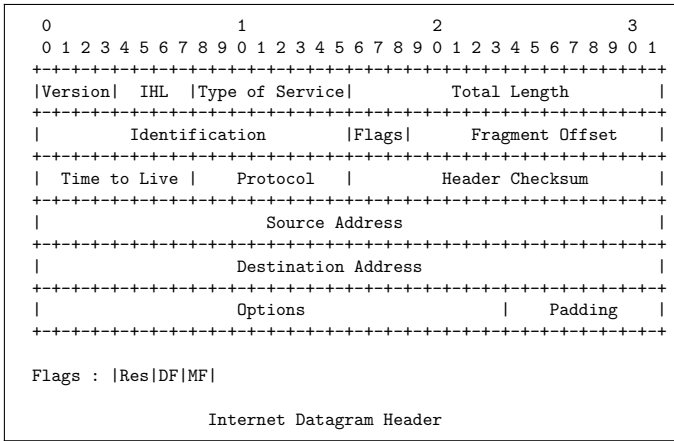 0                   1                   2                   3
 0 1 2 3 4 5 6 7 8 9 0 1 2 3 4 5 6 7 8 9 0 1 2 3 4 5 6 7 8 9 0 1
+-+-+-+-+-+-+-+-+-+-+-+-+-+-+-+-+-+-+-+-+-+-+-+-+-+-+-+-+-+-+-+-+
|Version|  IHL  |Type of Service|          Total Length         |
+-+-+-+-+-+-+-+-+-+-+-+-+-+-+-+-+-+-+-+-+-+-+-+-+-+-+-+-+-+-+-+-+
|         Identification        |Flags|      Fragment Offset    |
+-+-+-+-+-+-+-+-+-+-+-+-+-+-+-+-+-+-+-+-+-+-+-+-+-+-+-+-+-+-+-+-+
|  Time to Live |    Protocol   |         Header Checksum       |
+-+-+-+-+-+-+-+-+-+-+-+-+-+-+-+-+-+-+-+-+-+-+-+-+-+-+-+-+-+-+-+-+
|                       Source Address                          |
+-+-+-+-+-+-+-+-+-+-+-+-+-+-+-+-+-+-+-+-+-+-+-+-+-+-+-+-+-+-+-+-+
|                    Destination Address                        |
+-+-+-+-+-+-+-+-+-+-+-+-+-+-+-+-+-+-+-+-+-+-+-+-+-+-+-+-+-+-+-+-+
|                    Options                    |    Padding    |
+-+-+-+-+-+-+-+-+-+-+-+-+-+-+-+-+-+-+-+-+-+-+-+-+-+-+-+-+-+-+-+-+
Flags : |Res|DF|MF|
Internet Datagram Header